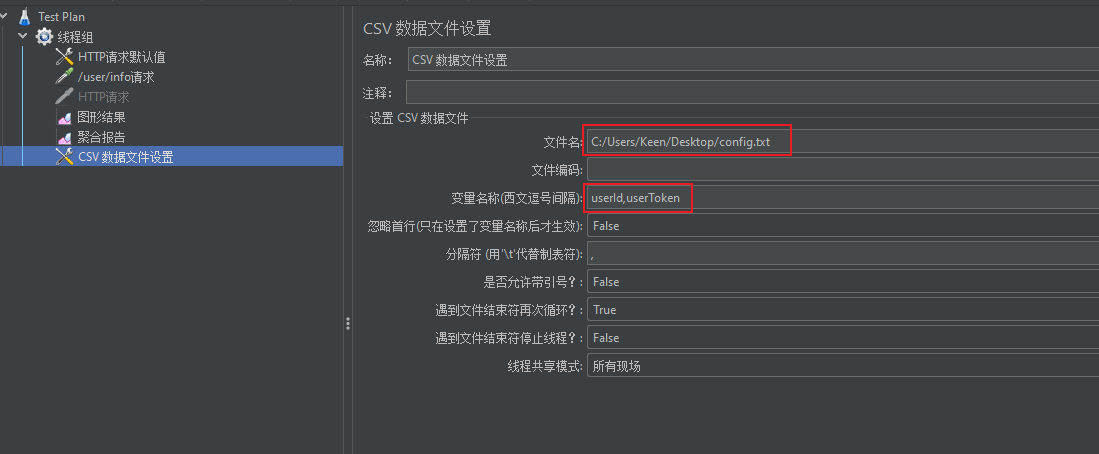 Test Plan
线程组
HTTP请求默认值
/user/info请求
HTTP请求
图形结果
聚合报告
CSV 数据文件设置
CSV 数据文件设置
名称： CSV 数据文件设置
注释：
设置 CSV 数据文件
文件名: C:/Users/Keen/Desktop/config.txt
文件编码:
变量名称(西文逗号间隔): userId,userToken
忽略首行(只在设置了变量名称后才生效): False
分隔符 (用'\t'代替制表符): ,
是否允许带引号？: False
遇到文件结束符再次循环？: True
遇到文件结束符停止线程？: False
线程共享模式: 所有现场